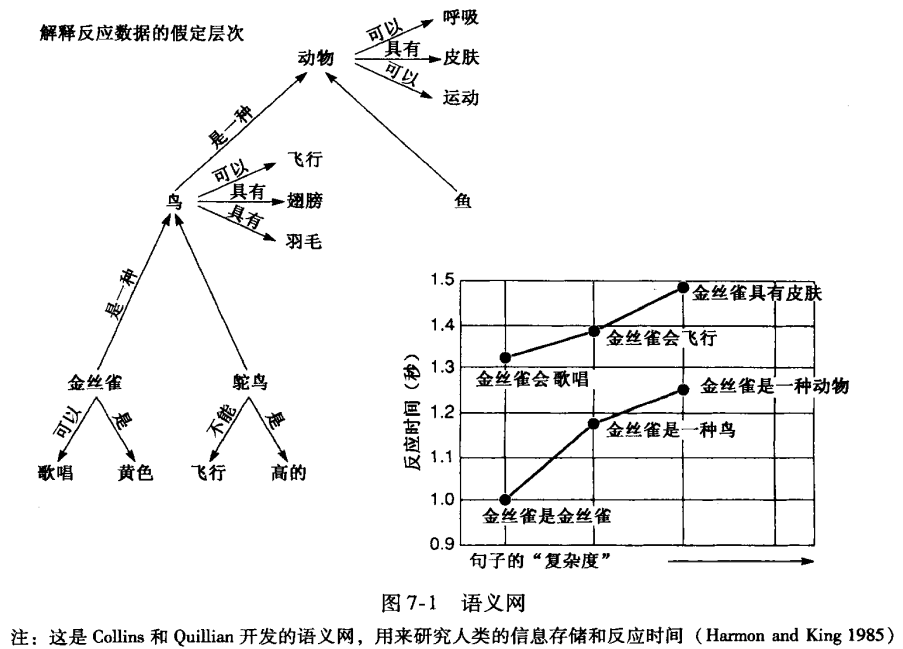 解释反应数据的假定层次
动物
可以
呼吸
具有
皮肤
可以
运动
是一种
鸟
可以
飞行
具有
翅膀
具有
羽毛
鱼
是一种
金丝雀
鸵鸟
可以
是
不能
是
歌唱
黄色
飞行
高的
反应时间（秒）
1.5
1.4
1.3
1.2
1.1
1.0
0.9
金丝雀具有皮肤
金丝雀会飞行
金丝雀会歌唱
金丝雀是一种动物
金丝雀是一种鸟
金丝雀是金丝雀
句子的“复杂度”
图 7-1 语义网
注：这是 Collins 和 Quillian 开发的语义网，用来研究人类的信息存储和反应时间（Harmon and King 1985）